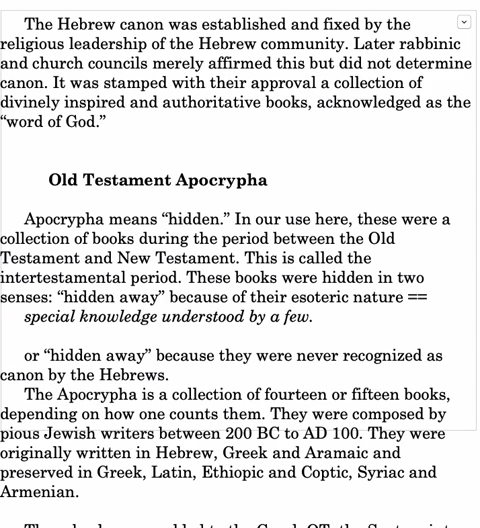 The Hebrew canon was established and fixed by the
religious leadership of the Hebrew community. Later rabbinic
and church councils merely affirmed this but did not determine
canon. It was stamped with their approval a collection of
divinely inspired and authoritative books, acknowledged as the
“word of God.”
Old Testament Apocrypha
Apocrypha means “hidden.” In our use here, these were a
collection of books during the period between the Old
Testament and New Testament. This is called the
intertestamental period. These books were hidden in two
senses: “hidden away” because of their esoteric nature ==
special knowledge understood by a few.
or “hidden away” because they were never recognized as
canon by the Hebrews.
The Apocrypha is a collection of fourteen or fifteen books,
depending on how one counts them. They were composed by
pious Jewish writers between 200 BC to AD 100. They were
originally written in Hebrew, Greek and Aramaic and
preserved in Greek, Latin, Ethiopic and Coptic, Syriac and
Armenian.